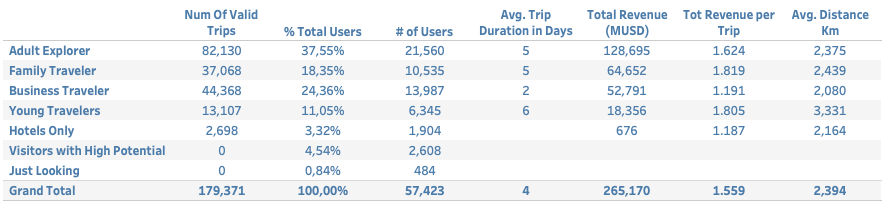 Num Of Valid Trips % Total Users # of Users Avg. Trip Duration in Days Total Revenue (MUSD) Tot Revenue per Trip Avg. Distance Km
Adult Explorer 82,130 37,55% 21,560 5 128,695 1.624 2,375
Family Traveler 37,068 18,35% 10,535 5 64,652 1.819 2,439
Business Traveler 44,368 24,36% 13,987 2 52,791 1.191 2,080
Young Travelers 13,107 11,05% 6,345 6 18,356 1.805 3,331
Hotels Only 2,698 3,32% 1,904 676 1.187 2,164
Visitors with High Potential 0 4,54% 2,608
Just Looking 0 0,84% 484
Grand Total 179,371 100,00% 57,423 4 265,170 1.559 2,394